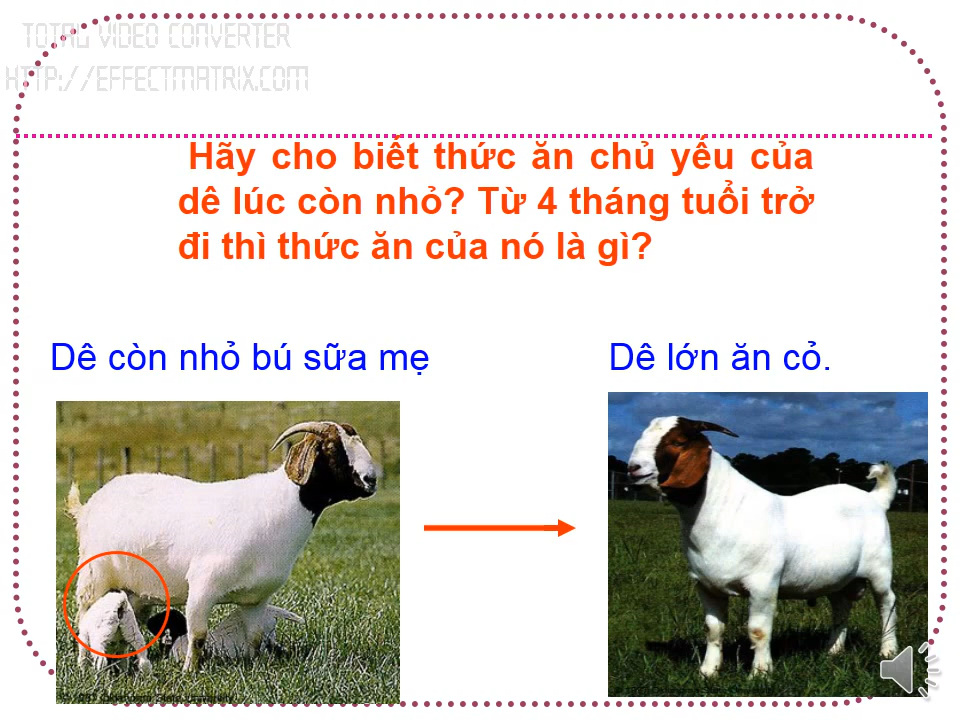 TOTAL VIDEO CONVERTER
HTTP://EFFECTMATRIX.COM
Hãy cho biết thức ăn chủ yếu của
dê lúc còn nhỏ? Từ 4 tháng tuổi trở
đi thì thức ăn của nó là gì?
Dê còn nhỏ bú sữa mẹ
Dê lớn ăn cỏ.